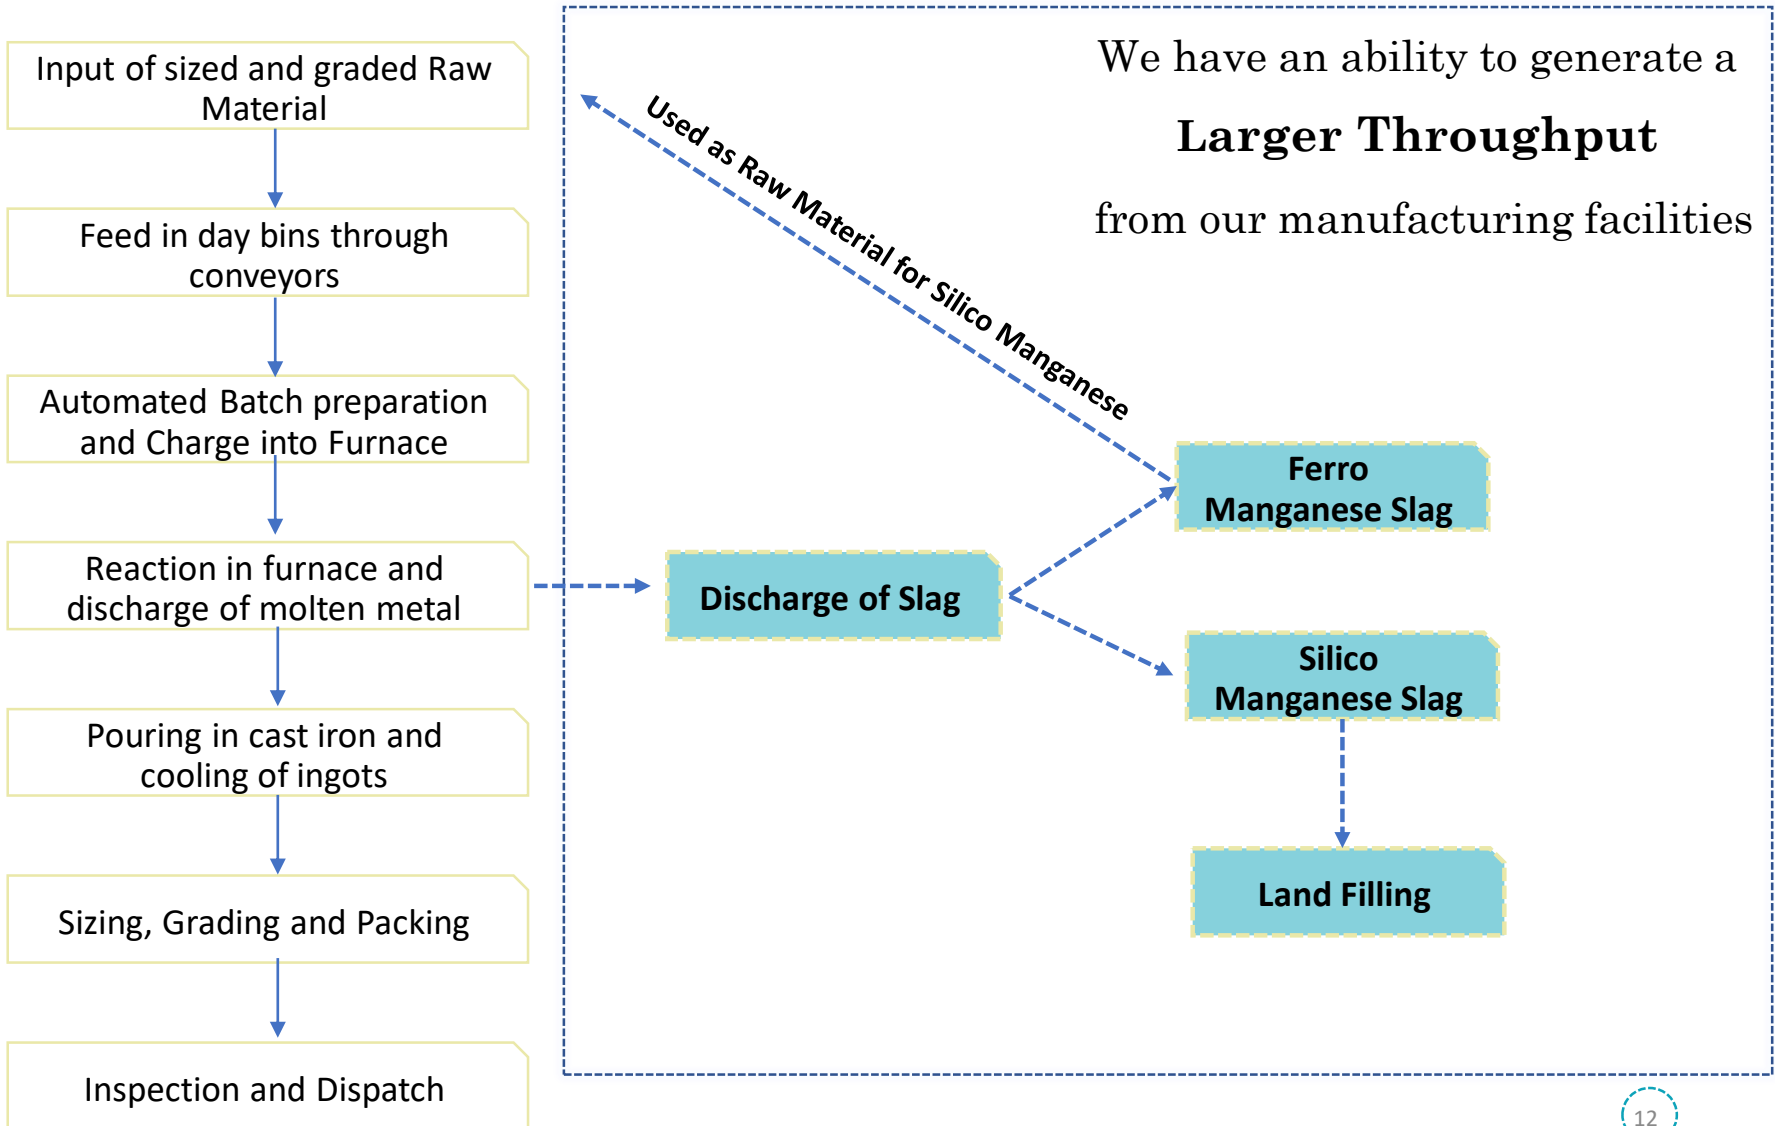 Input of sized and graded Raw
Material
Feed in day bins through
conveyors
Automated Batch preparation
and Charge into Furnace
Reaction in furnace and
discharge of molten metal
Pouring in cast iron and
cooling of ingots
Sizing, Grading and Packing
Inspection and Dispatch
We have an ability to generate a
Larger Throughput
from our manufacturing facilities
Used as Raw Material for Silico Manganese
Ferro
Manganese Slag
Discharge of Slag
Silico
Manganese Slag
Land Filling
12